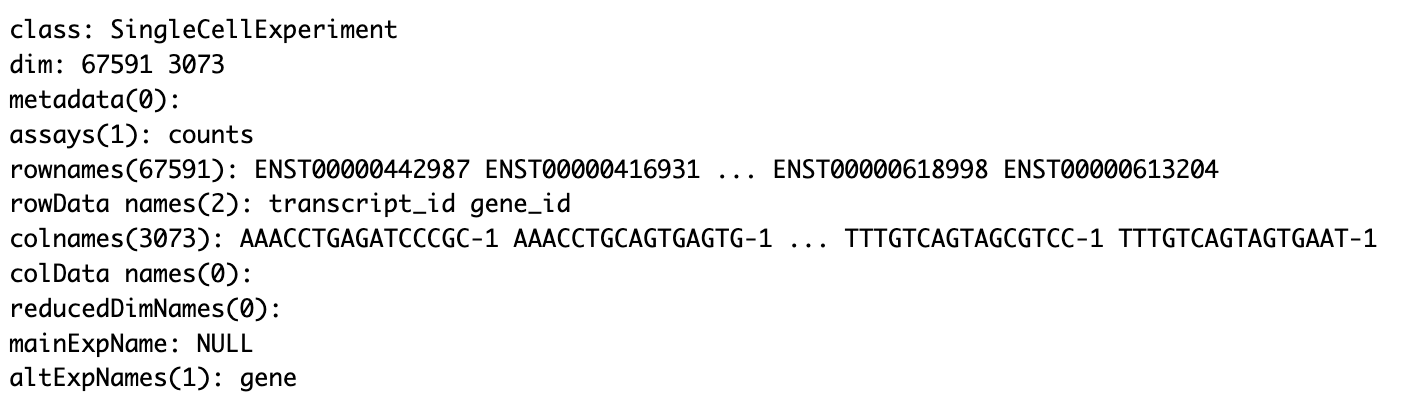 class: SingleCellExperiment
dim: 67591 3073
metadata(0):
assays(1): counts
rownames(67591): ENST00000442987 ENST00000416931 ... ENST00000618998 ENST00000613204
rowData names(2): transcript_id gene_id
colnames(3073): AAACCTGAGATCCCGC-1 AAACCTGCAGTGAGTG-1 ... TTTGTCAGTAGCGTCC-1 TTTGTCAGTAGTGAAT-1
colData names(0):
reducedDimNames(0):
mainExpName: NULL
altExpNames(1): gene